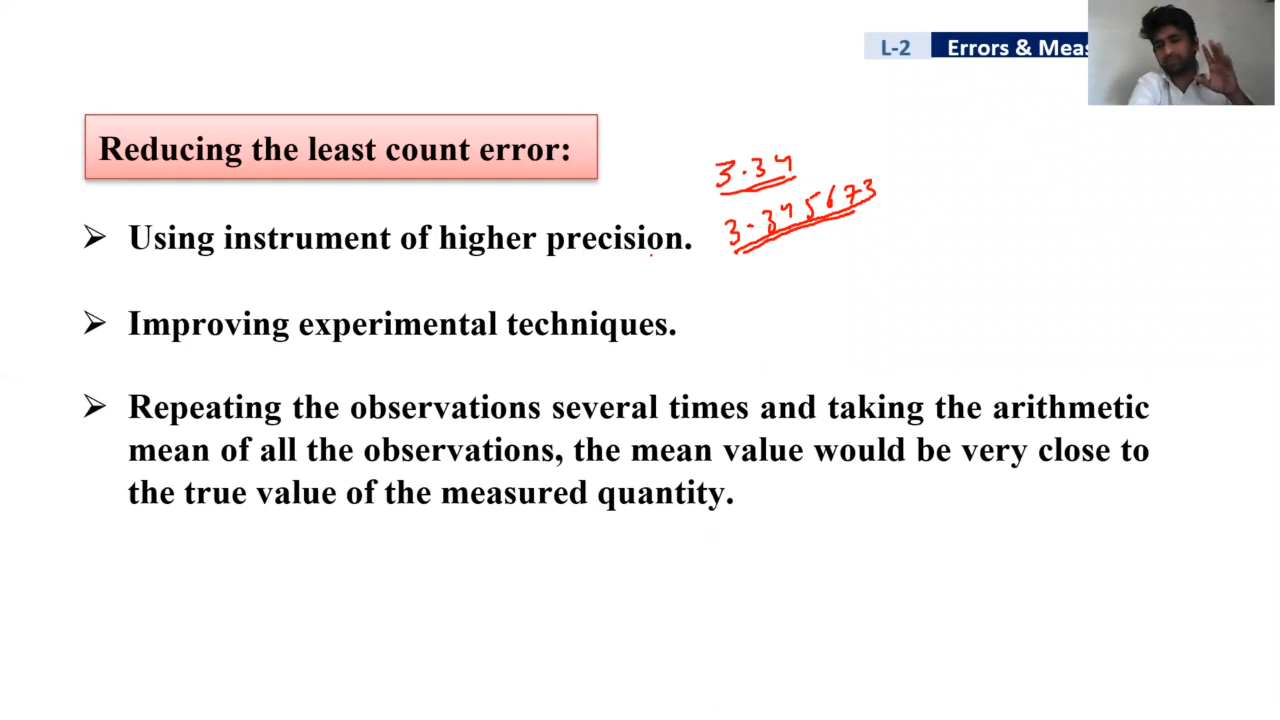 L-2 Errors & Meas
Reducing the least count error:
3.34
3.345673
➢ Using instrument of higher precision.
➢ Improving experimental techniques.
➢ Repeating the observations several times and taking the arithmetic
mean of all the observations, the mean value would be very close to
the true value of the measured quantity.